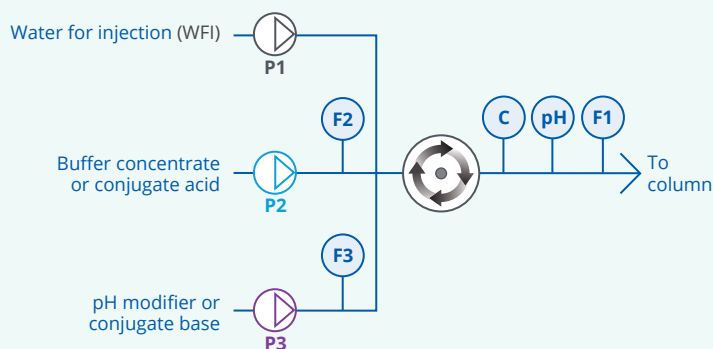 Water for injection (WFI)
P1
F2
C
pH
F1
Buffer concentrate
or conjugate acid
P2
To
column
F3
pH modifier or
conjugate base
P3